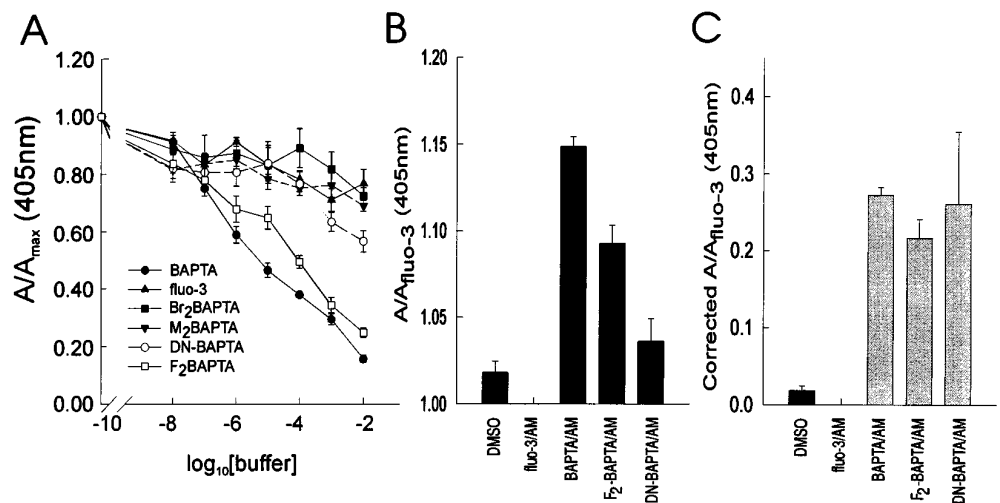 A
A/Amax (405nm)
1.20
1.00
0.80
0.60
0.40
0.20
0.00
BAPTA
fluo-3
Br2BAPTA
M2BAPTA
DN-BAPTA
F2BAPTA
-10
-8
-6
-4
-2
log10[buffer]
B
A/Afluo-3 (405nm)
1.20
1.15
1.10
1.05
1.00
DMSO
fluo-3/AM
BAPTA/AM
F2-BAPTA/AM
DN-BAPTA/AM
C
Corrected A/Afluo-3 (405nm)
0.4
0.3
0.2
0.1
0.0
DMSO
fluo-3/AM
BAPTA/AM
F2-BAPTA/AM
DN-BAPTA/AM